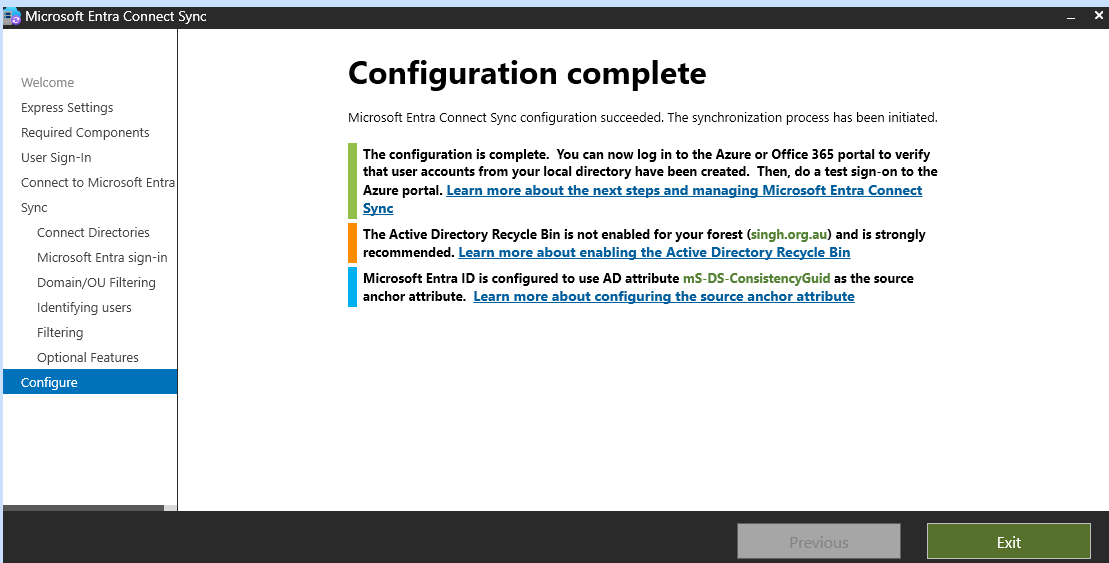 Microsoft Entra Connect Sync
Welcome
Express Settings
Required Components
User Sign-In
Connect to Microsoft Entra
Sync
Connect Directories
Microsoft Entra sign-in
Domain/OU Filtering
Identifying users
Filtering
Optional Features
Configure
Configuration complete
Microsoft Entra Connect Sync configuration succeeded. The synchronization process has been initiated.
The configuration is complete.  You can now log in to the Azure or Office 365 portal to verify
that user accounts from your local directory have been created.  Then, do a test sign-on to the
Azure portal. Learn more about the next steps and managing Microsoft Entra Connect
Sync
The Active Directory Recycle Bin is not enabled for your forest (singh.org.au) and is strongly
recommended. Learn more about enabling the Active Directory Recycle Bin
Microsoft Entra ID is configured to use AD attribute mS-DS-ConsistencyGuid as the source
anchor attribute.  Learn more about configuring the source anchor attribute
Previous
Exit